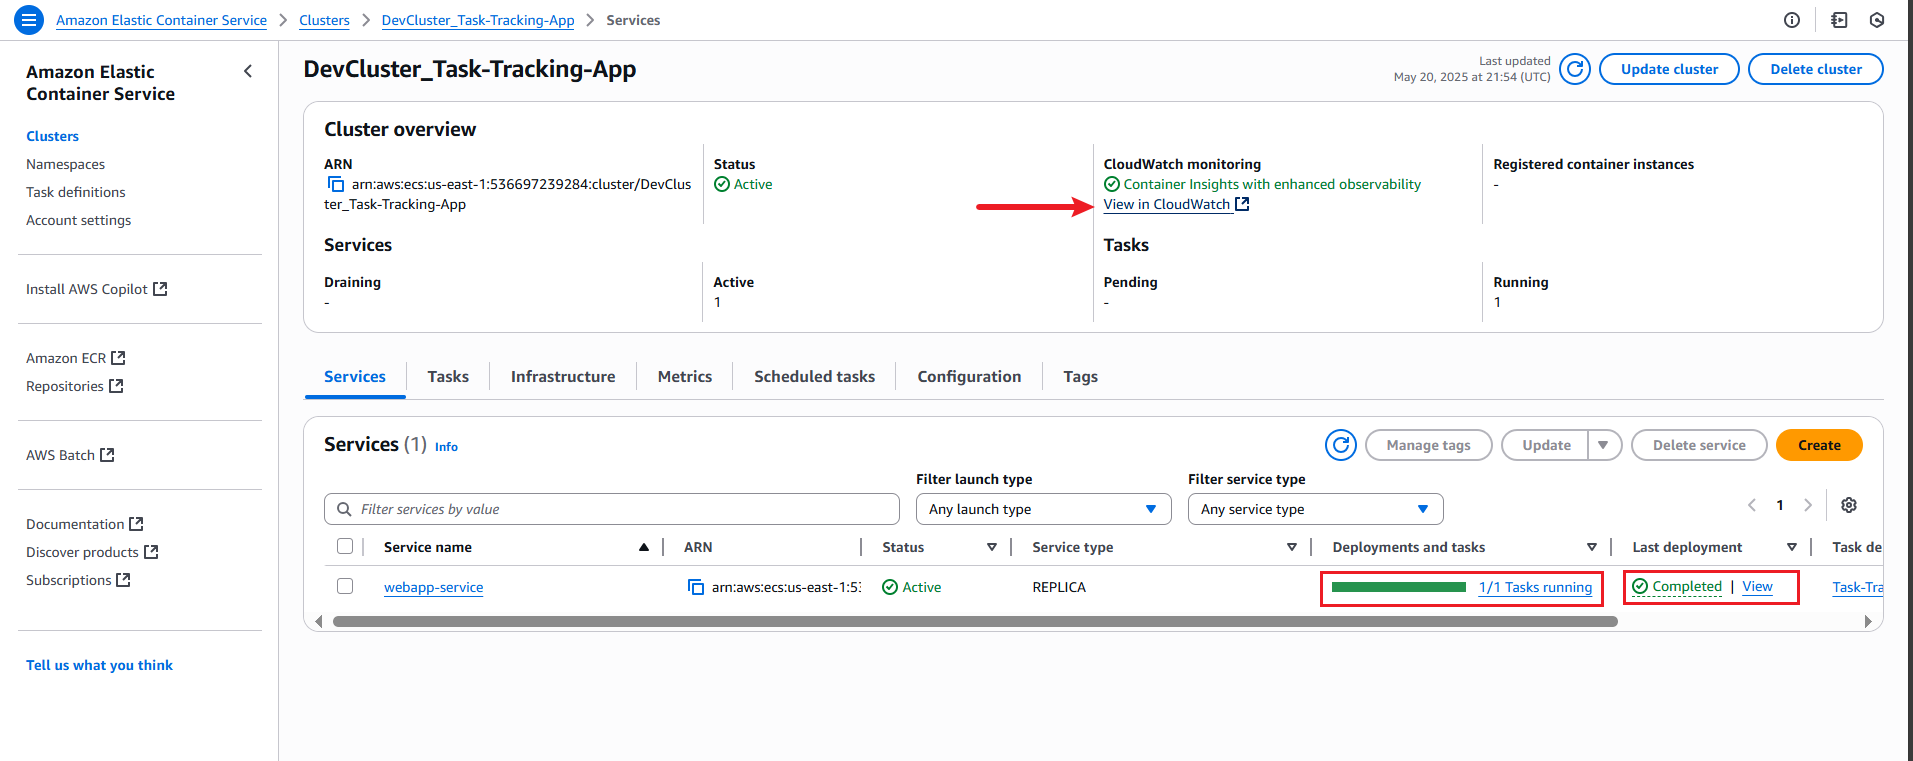 Amazon Elastic Container Service > Clusters > DevCluster_Task-Tracking-App > Services
Amazon Elastic
Container Service
Clusters
Namespaces
Task definitions
Account settings
Install AWS Copilot
Amazon ECR
Repositories
AWS Batch
Documentation
Discover products
Subscriptions
Tell us what you think
DevCluster_Task-Tracking-App
Last updated
May 20, 2025 at 21:54 (UTC)
Update cluster
Delete cluster
Cluster overview
ARN
arn:aws:ecs:us-east-1:536697239284:cluster/DevClus
ter_Task-Tracking-App
Status
Active
CloudWatch monitoring
Container Insights with enhanced observability
View in CloudWatch
Registered container instances
-
Services
Draining
-
Active
1
Tasks
Pending
-
Running
1
Services
Tasks
Infrastructure
Metrics
Scheduled tasks
Configuration
Tags
Services (1) Info
Manage tags
Update
Delete service
Create
Filter launch type
Filter service type
Filter services by value
Any launch type
Any service type
1
Service name
ARN
Status
Service type
Deployments and tasks
Last deployment
Task de
webapp-service
arn:aws:ecs:us-east-1:53
Active
REPLICA
1/1 Tasks running
Completed | View
Task-Tra